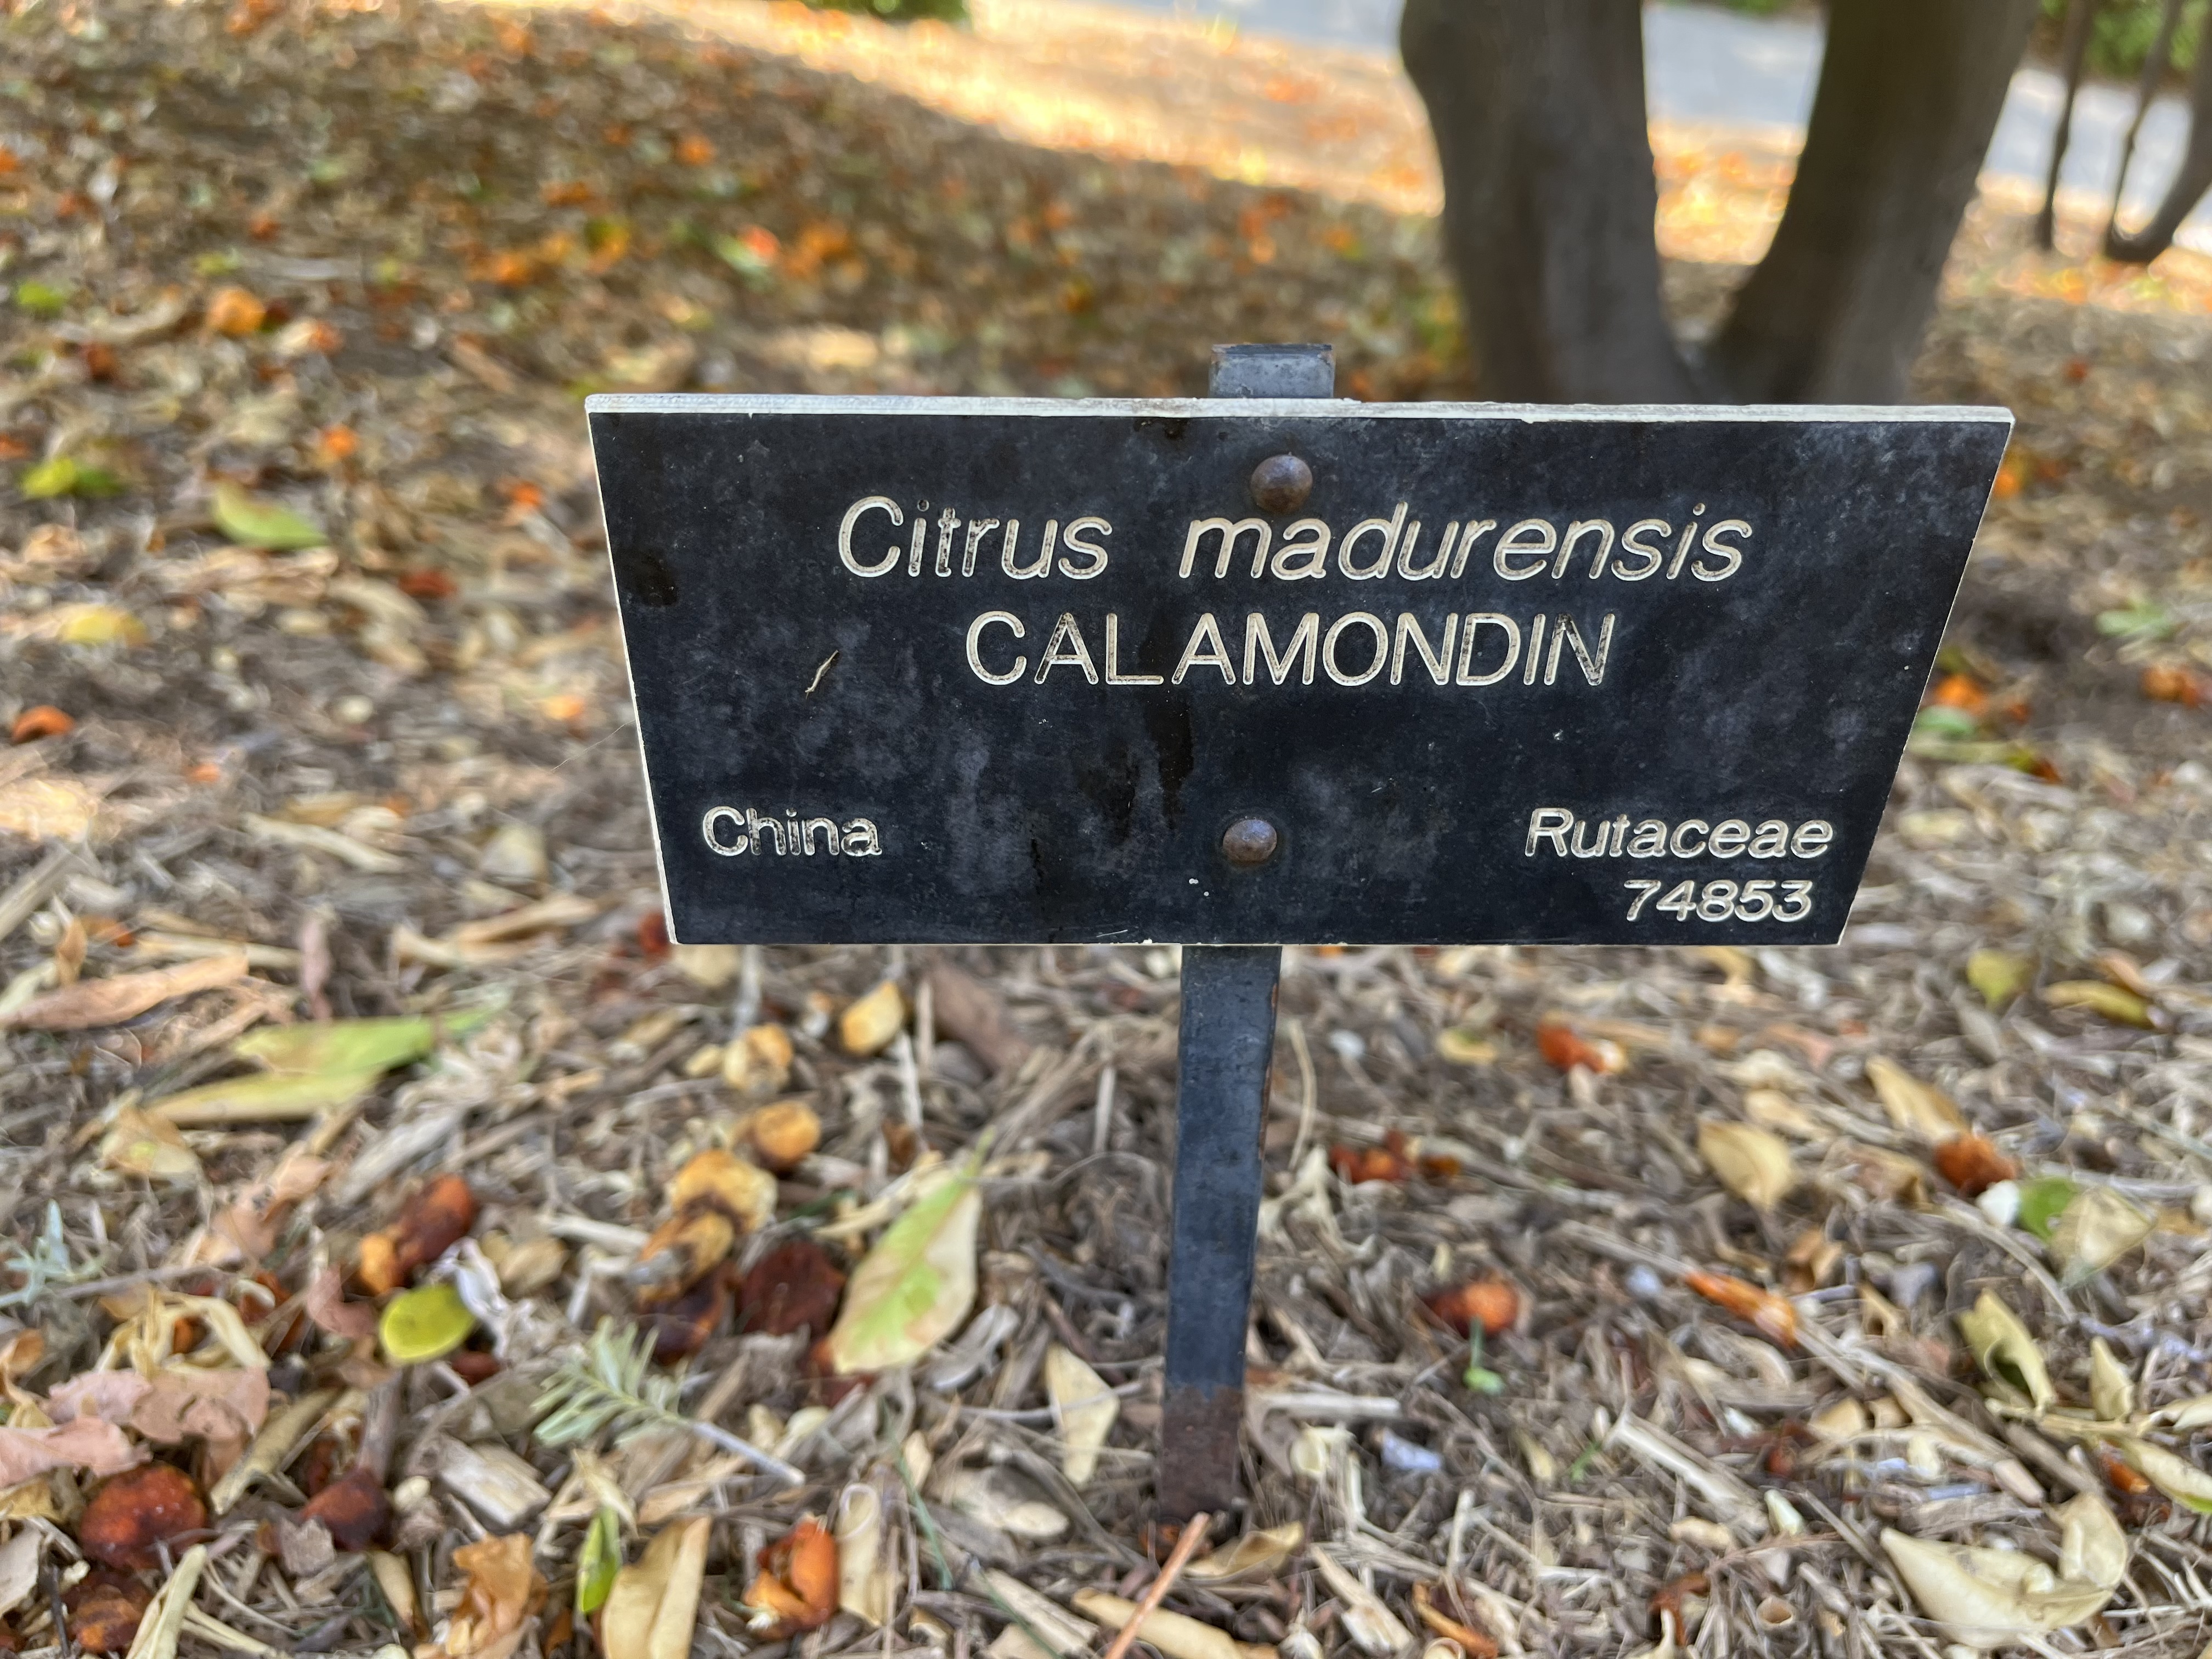 Citrus madurensis
CALAMONDIN
China
Rutaceae
74853